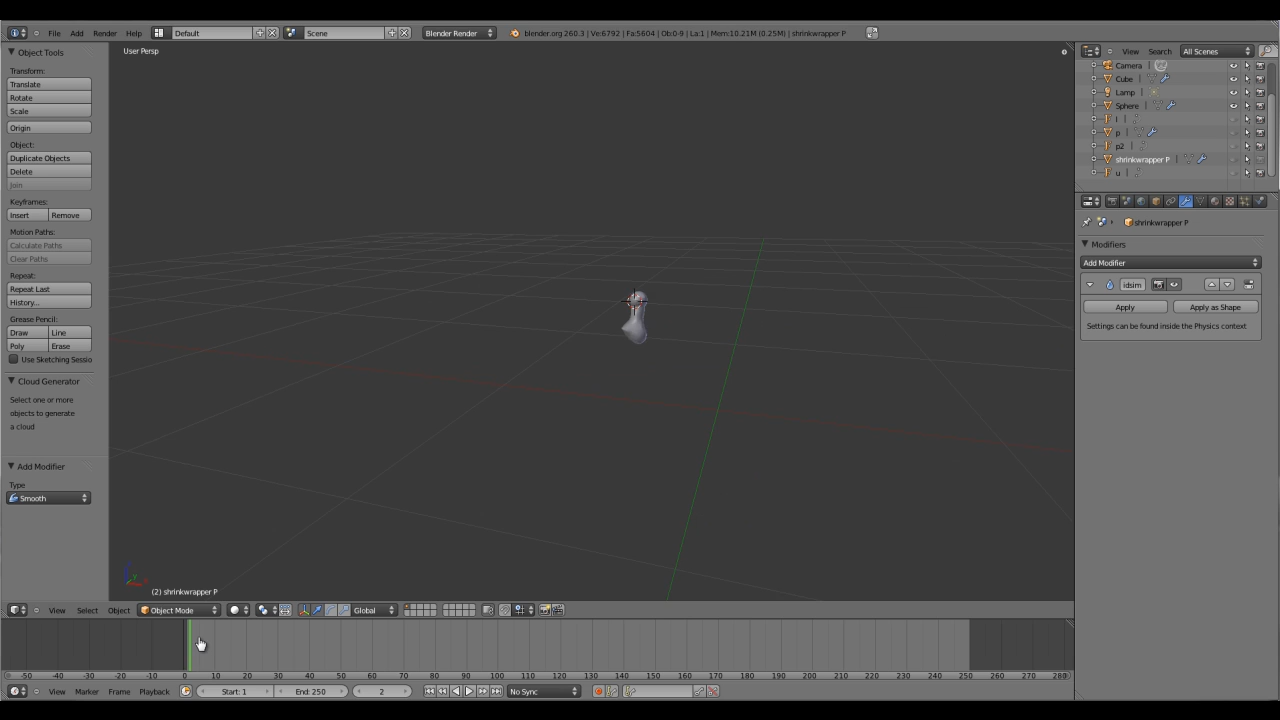 File Add Render Help Default Scene Blender Render blender.org 260.3 | Ve:6792 | Fa:5604 | Ob:0-9 | La:1 | Mem:10.21M (0.25M) | shrinkwrapper P
Object Tools
Transform:
Translate
Rotate
Scale
Origin
Object:
Duplicate Objects
Delete
Join
Keyframes:
Insert Remove
Motion Paths:
Calculate Paths
Clear Paths
Repeat:
Repeat Last
History...
Grease Pencil:
Draw Line
Poly Erase
Use Sketching Sessio
Cloud Generator
Select one or more
objects to generate
a cloud
Add Modifier
Type
Smooth
User Persp
(2) shrinkwrapper P
View Select Object Object Mode Global
View Search All Scenes
Camera
Cube
Lamp
Sphere
l
p
p2
shrinkwrapper P
u
shrinkwrapper P
Modifiers
Add Modifier
idsim
Apply Apply as Shape
Settings can be found inside the Physics context
-50 -40 -30 -20 -10 0 10 20 30 40 50 60 70 80 90 100 110 120 130 140 150 160 170 180 190 200 210 220 230 240 250 260 270 280
View Marker Frame Playback Start: 1 End: 250 2 No Sync